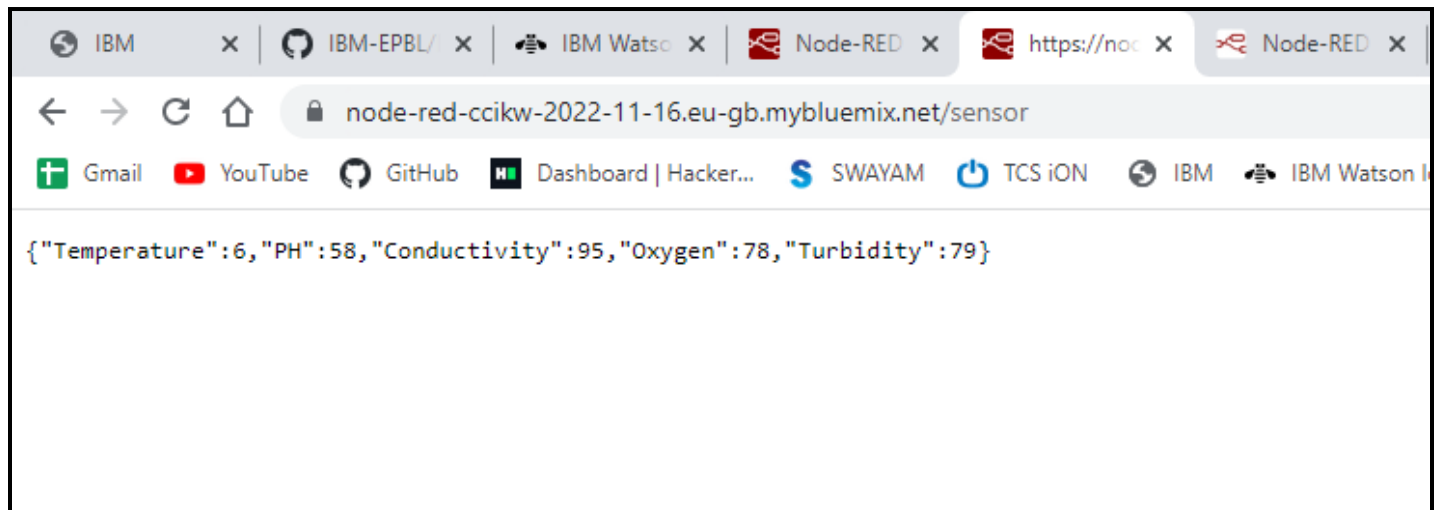 IBM IBM-EPBL/ IBM Watso Node-RED https://noc Node-RED
node-red-ccikw-2022-11-16.eu-gb.mybluemix.net/sensor
Gmail YouTube GitHub Dashboard | Hacker... SWAYAM TCS iON IBM IBM Watson I
{"Temperature":6,"PH":58,"Conductivity":95,"Oxygen":78,"Turbidity":79}